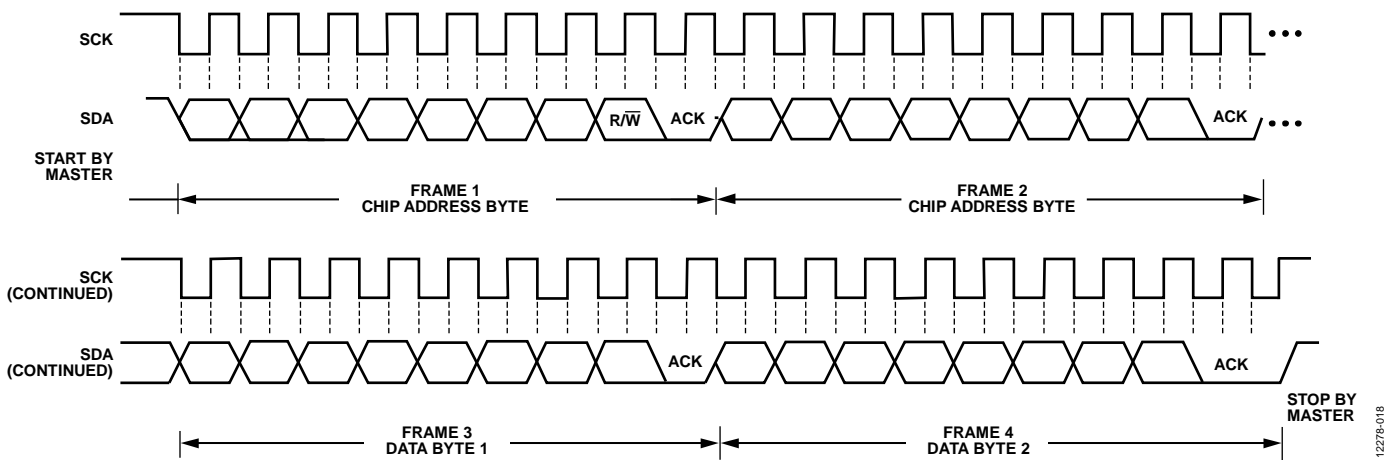 SCK
SDA
R/W̅ ACK ACK
START BY
MASTER
FRAME 1
CHIP ADDRESS BYTE
FRAME 2
CHIP ADDRESS BYTE
SCK
(CONTINUED)
SDA
(CONTINUED)
ACK ACK
STOP BY
MASTER
FRAME 3
DATA BYTE 1
FRAME 4
DATA BYTE 2
12278-018